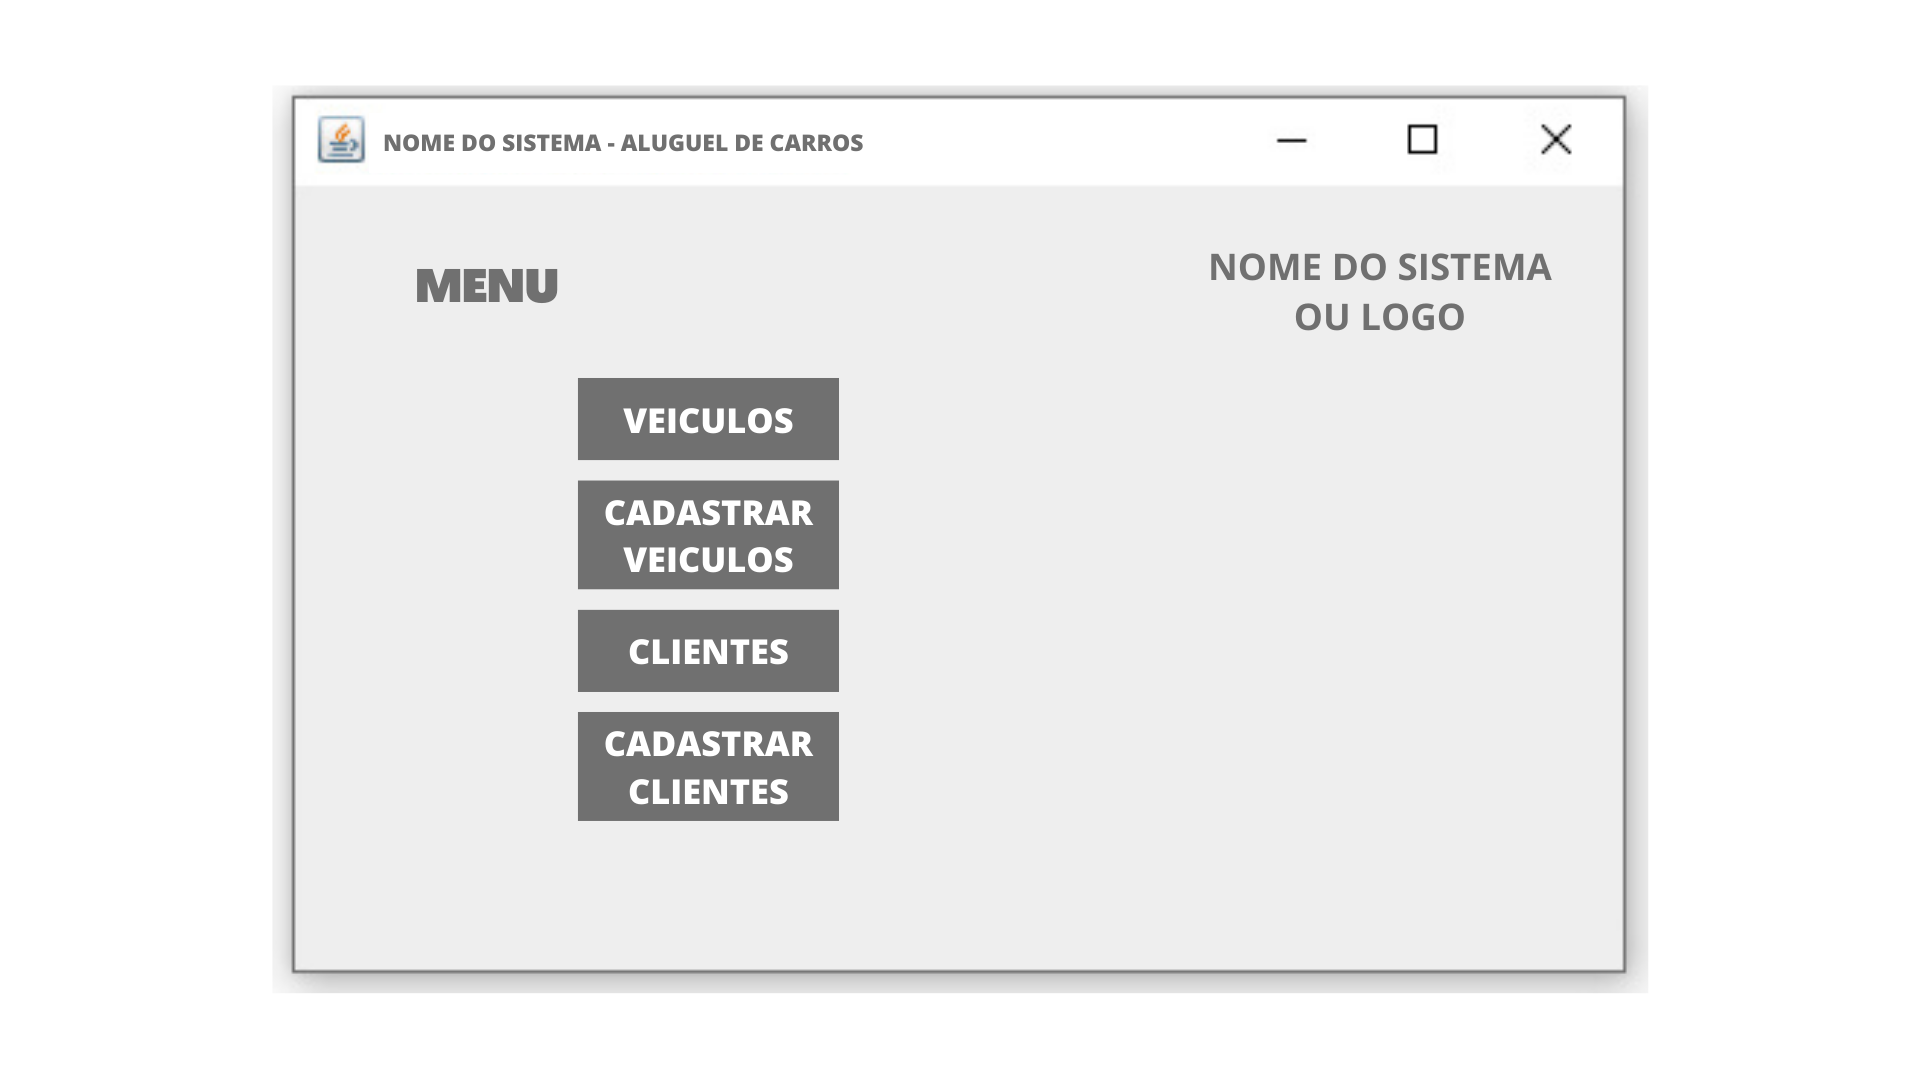 NOME DO SISTEMA - ALUGUEL DE CARROS
MENU
NOME DO SISTEMA
OU LOGO
VEICULOS
CADASTRAR
VEICULOS
CLIENTES
CADASTRAR
CLIENTES